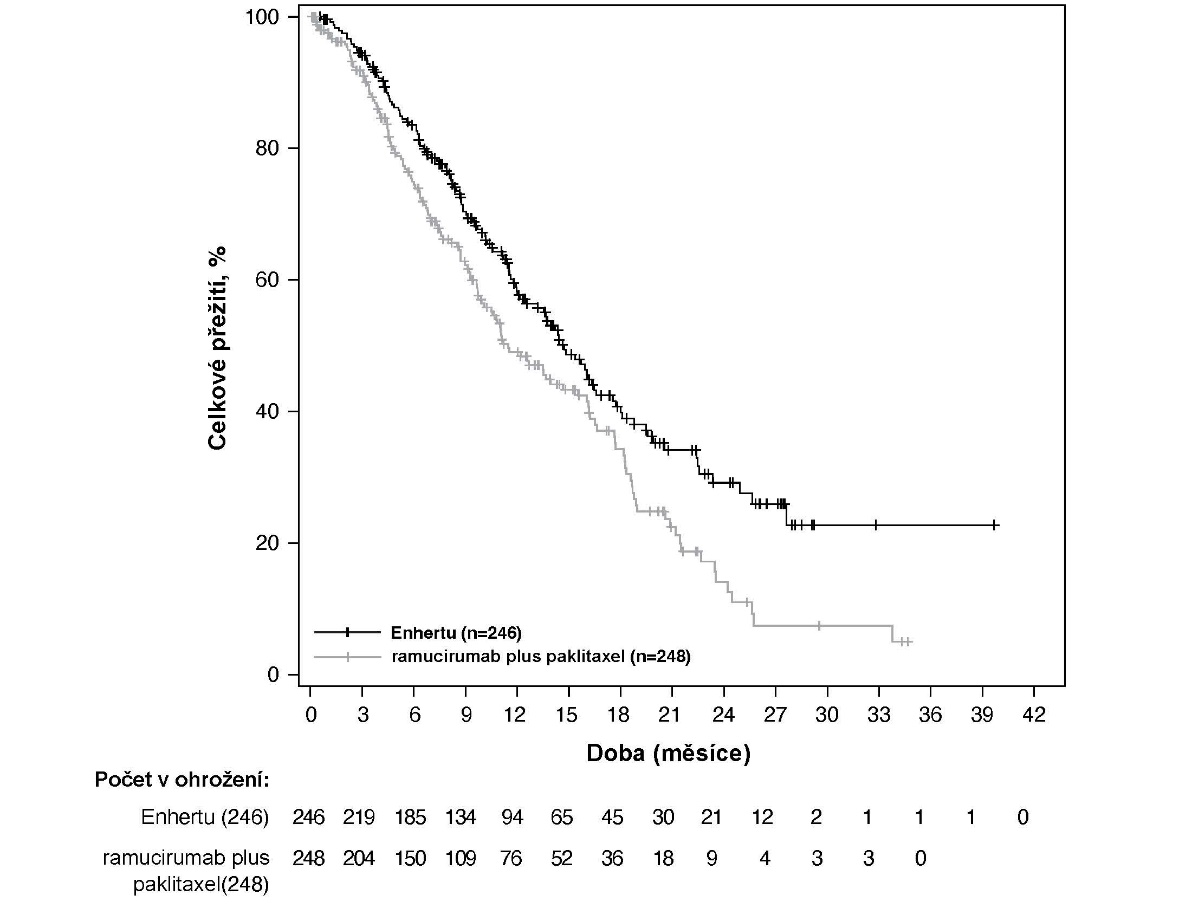 100
80
60
40
20
0
Celkové přežití, %
Enhertu (n=246)
ramucirumab plus paklitaxel (n=248)
0 3 6 9 12 15 18 21 24 27 30 33 36 39 42
Doba (měsíce)
Počet v ohrožení:
Enhertu (246) 246 219 185 134 94 65 45 30 21 12 2 1 1 1 0
ramucirumab plus 248 204 150 109 76 52 36 18 9 4 3 3 0
paklitaxel(248)